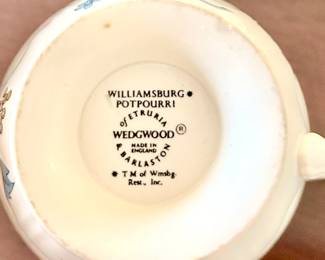 WILLIAMSBURG *
POTPOURRI
of ETRURIA
WEDGWOOD ®
MADE IN
ENGLAND
& BARLASTON
* T M of Wmsbg.
Rest., Inc.